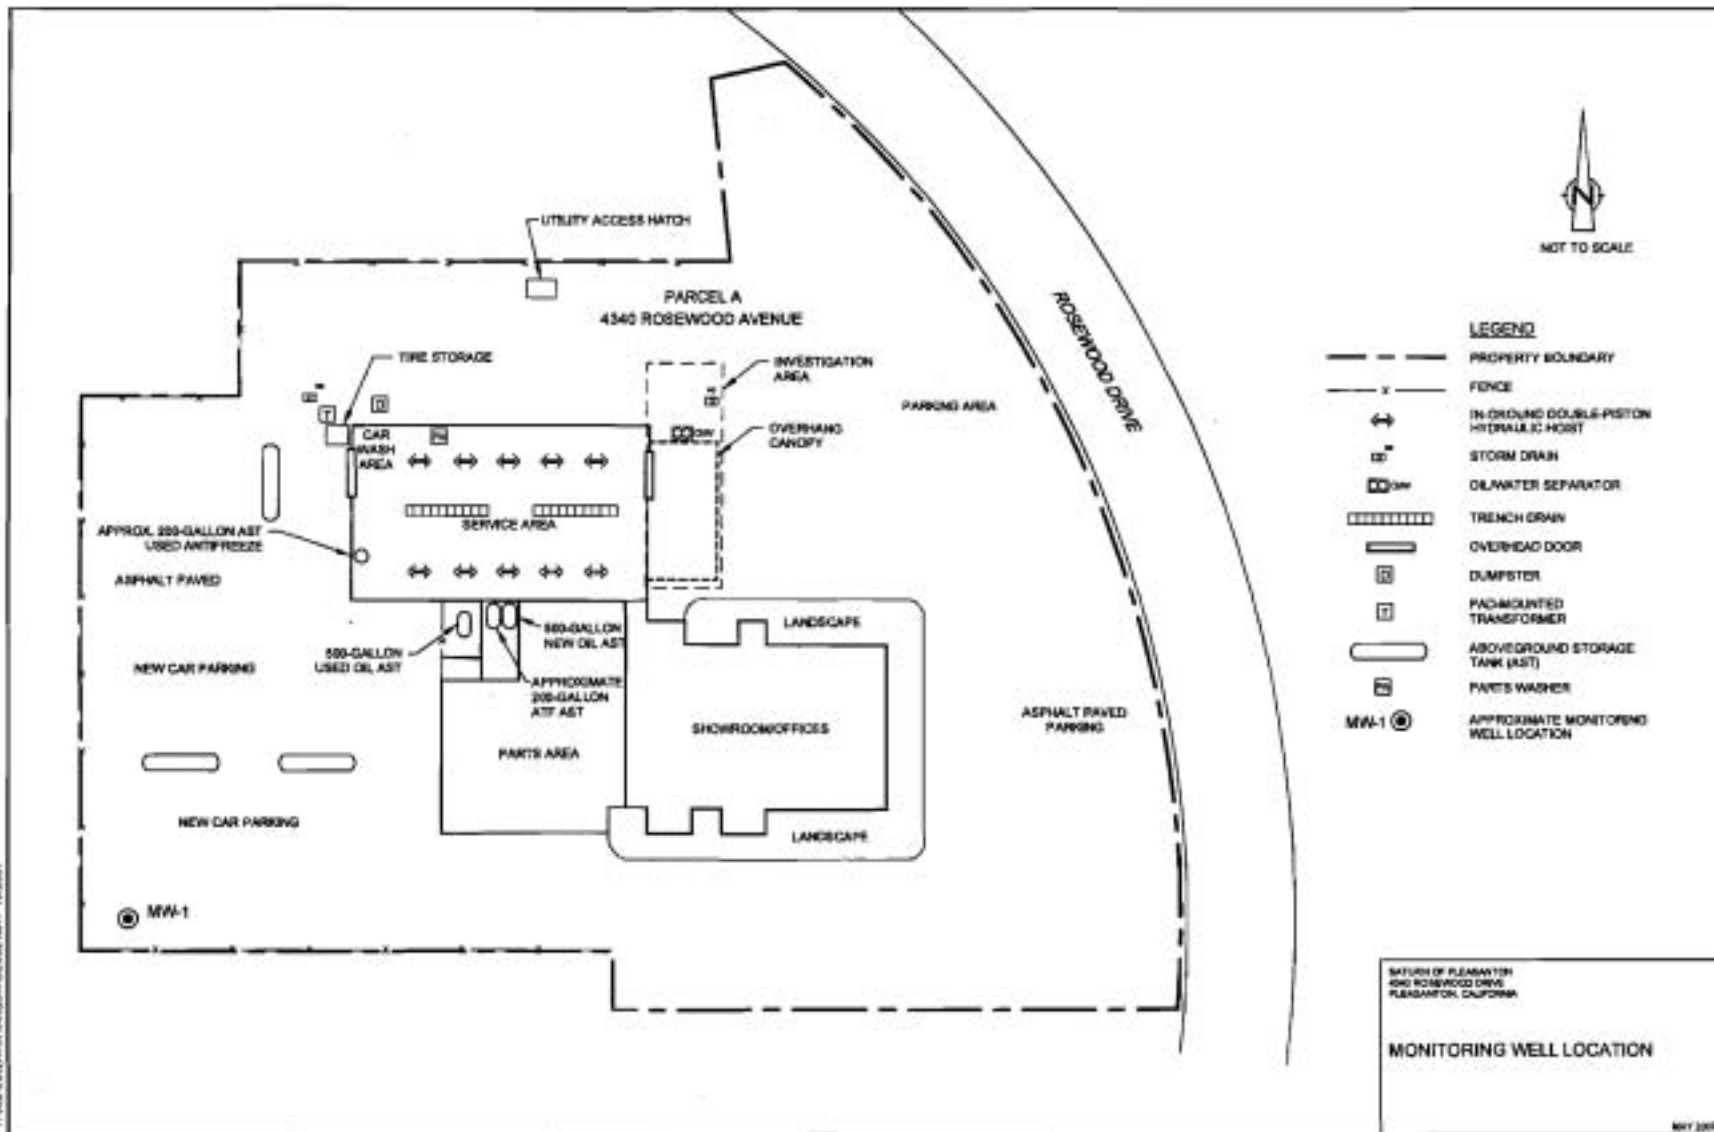 UTILITY ACCESS HATCH
PARCEL A
4340 ROSEWOOD AVENUE
TIRE STORAGE
INVESTIGATION
AREA
T
D
CAR
WASH
AREA
PW
O/W
OVERHANG
CANOPY
PARKING AREA
ROSEWOOD DRIVE
SERVICE AREA
APPROX. 200-GALLON AST
USED ANTIFREEZE
ASPHALT PAVED
NEW CAR PARKING
USED OIL AST
NEW OIL AST
APPROXIMATE
200-GALLON
ATF AST
LANDSCAPE
SHOWROOM/OFFICES
PARTS AREA
ASPHALT PAVED
PARKING
NEW CAR PARKING
LANDSCAPE
MW-1
N
NOT TO SCALE
LEGEND
PROPERTY BOUNDARY
FENCE
IN-GROUND DOUBLE-PISTON
HYDRAULIC HOIST
STORM DRAIN
O/W OIL/WATER SEPARATOR
TRENCH DRAIN
OVERHEAD DOOR
D DUMPSTER
T PAD-MOUNTED
TRANSFORMER
ABOVEGROUND STORAGE
TANK (AST)
PW PARTS WASHER
MW-1 APPROXIMATE MONITORING
WELL LOCATION
SATURN OF PLEASANTON
4340 ROSEWOOD DRIVE
PLEASANTON, CALIFORNIA
MONITORING WELL LOCATION
MAY